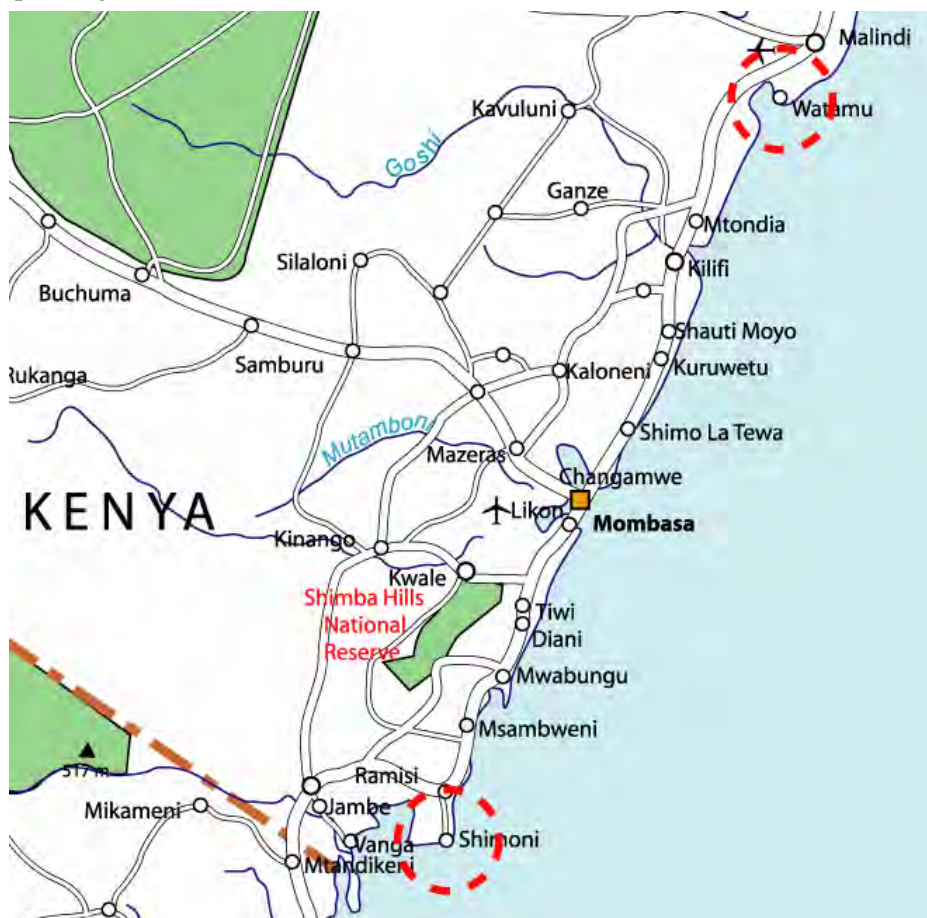 Malindi
Kavuluni
Watamu
Goshi
Ganze
Mtondia
Silaloni
Kilifi
Buchuma
Shauti Moyo
Samburu
Kuruwetu
Rukanga
Kaloneni
Mutamboni
Shimo La Tewa
Mazeras
Changamwe
KENYA
Likoni
Mombasa
Kinango
Kwale
Shimba Hills
National
Reserve
Tiwi
Diani
Mwabungu
Msambweni
517 m
Ramisi
Mikameni
Jambe
Vanga
Shimoni
Mtandikeni